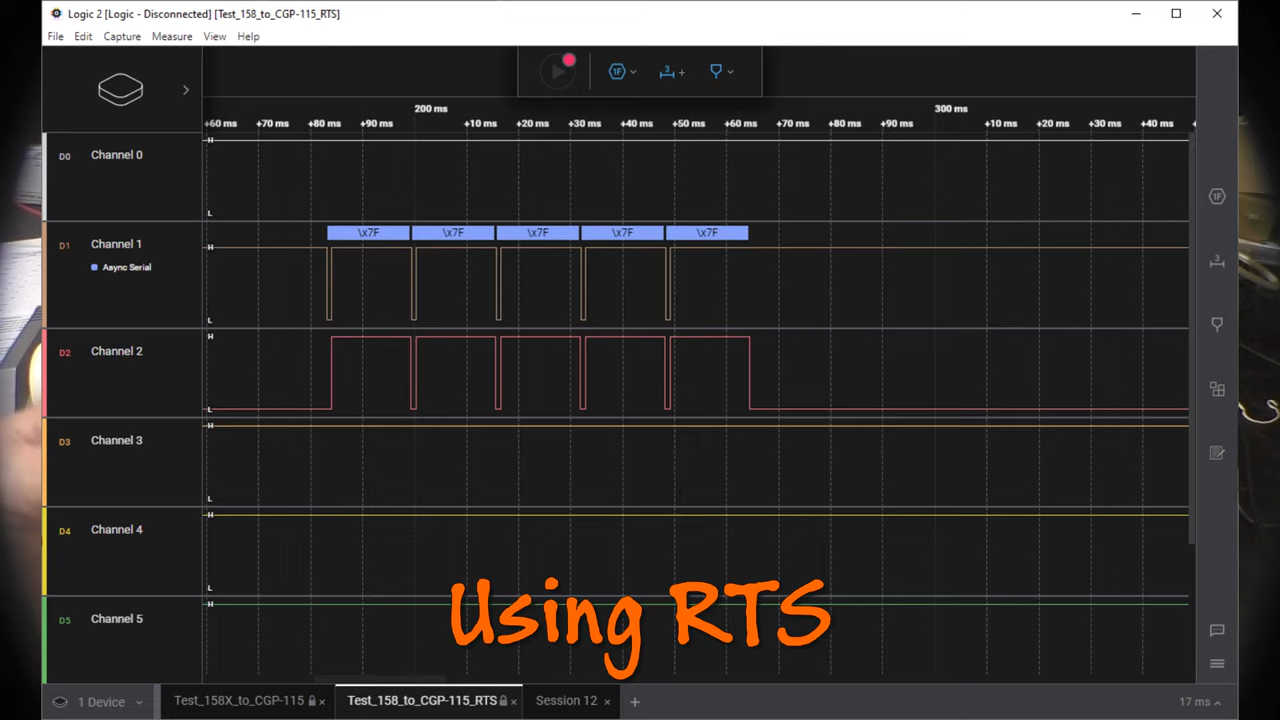 Logic 2 [Logic - Disconnected] [Test_158_to_CGP-115_RTS]
File Edit Capture Measure View Help
200 ms 300 ms
+60 ms +70 ms +80 ms +90 ms +10 ms +20 ms +30 ms +40 ms +50 ms +60 ms +70 ms +80 ms +90 ms +10 ms +20 ms +30 ms +40 ms
D0 Channel 0 H
L
\x7F \x7F \x7F \x7F \x7F
D1 Channel 1 H
Async Serial
L
H
D2 Channel 2
L
H
D3 Channel 3
L
H
D4 Channel 4
L
H
D5 Channel 5
Using RTS
1 Device Test_158X_to_CGP-115 Test_158_to_CGP-115_RTS Session 12 17 ms